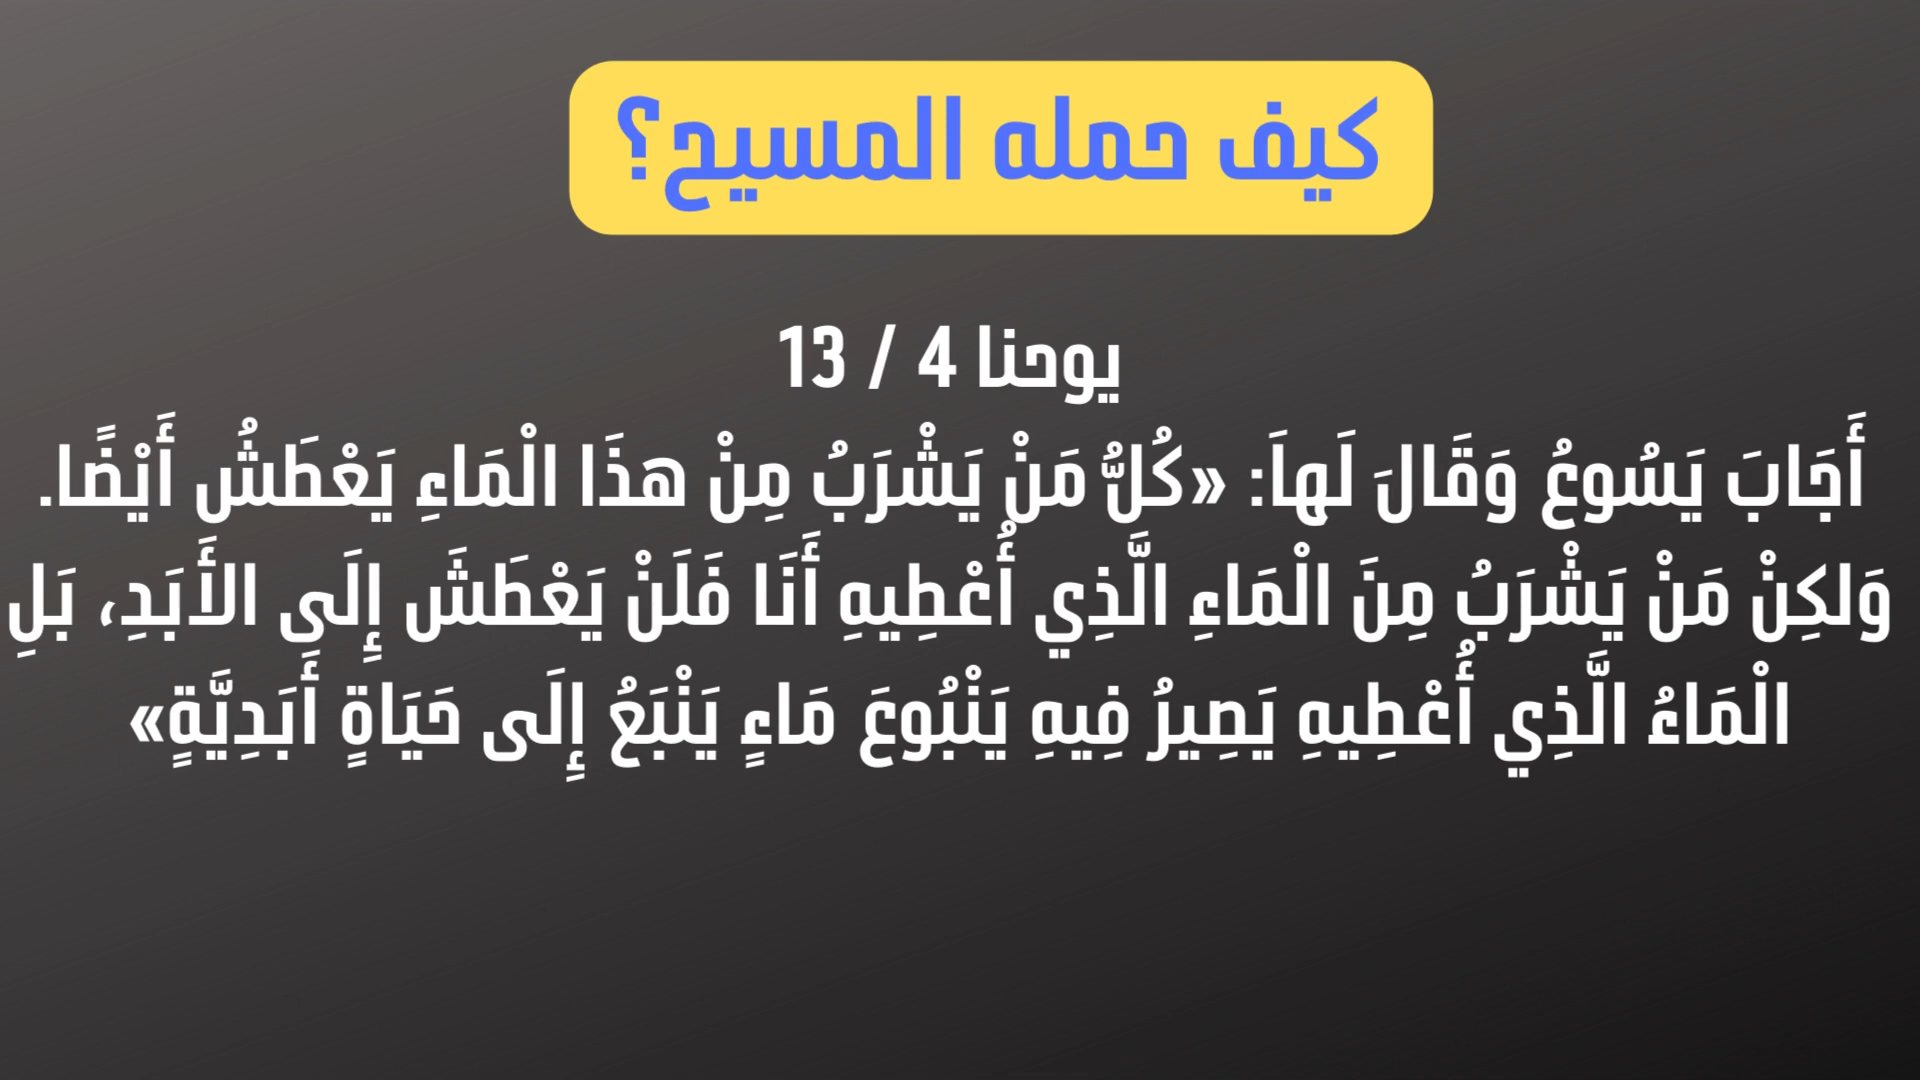 كيف حمله المسيح؟
يوحنا 4 / 13
أَجَابَ يَسُوعُ وَقَالَ لَهاَ: «كُلُّ مَنْ يَشْرَبُ مِنْ هذَا الْمَاءِ يَعْطَشُ أَيْضًا.
وَلكِنْ مَنْ يَشْرَبُ مِنَ الْمَاءِ الَّذِي أُعْطِيهِ أَنَا فَلَنْ يَعْطَشَ إِلَى الأَبَدِ، بَلِ
الْمَاءُ الَّذِي أُعْطِيهِ يَصِيرُ فِيهِ يَنْبُوعَ مَاءٍ يَنْبَعُ إِلَى حَيَاةٍ أَبَدِيَّةٍ»